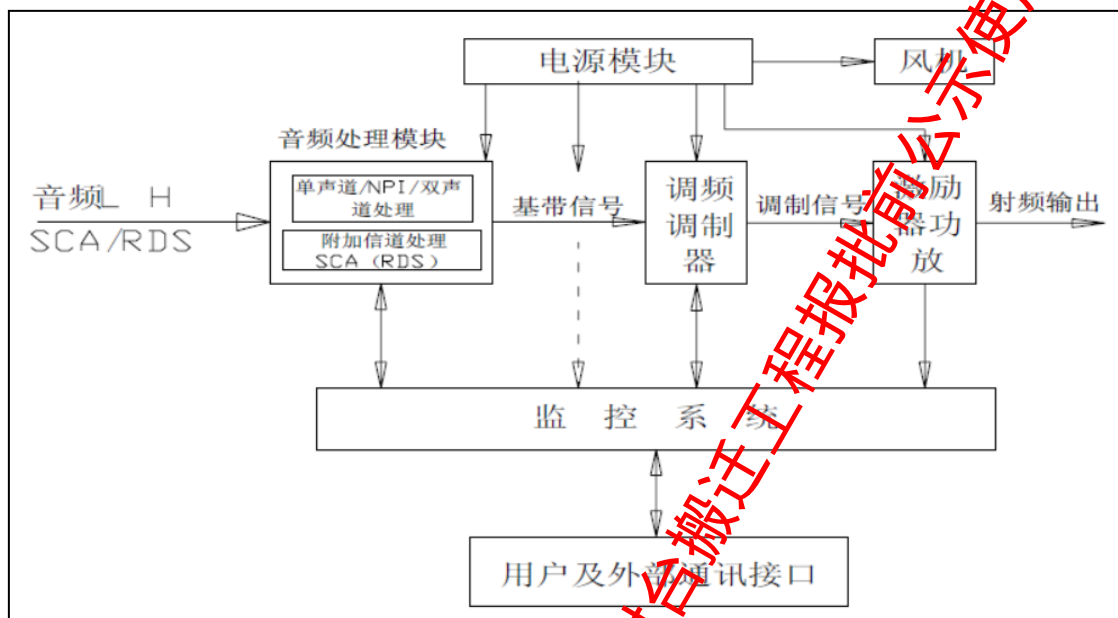 电源模块
风机
音频处理模块
音频L H
SCA/RDS
单声道/NPI/双声
道处理
附加信道处理
SCA（RDS）
基带信号
调频
调制
器
调制信号
激励
器功
放
射频输出
监 控 系 统
用户及外部通讯接口
台搬迁工程报批前公示使